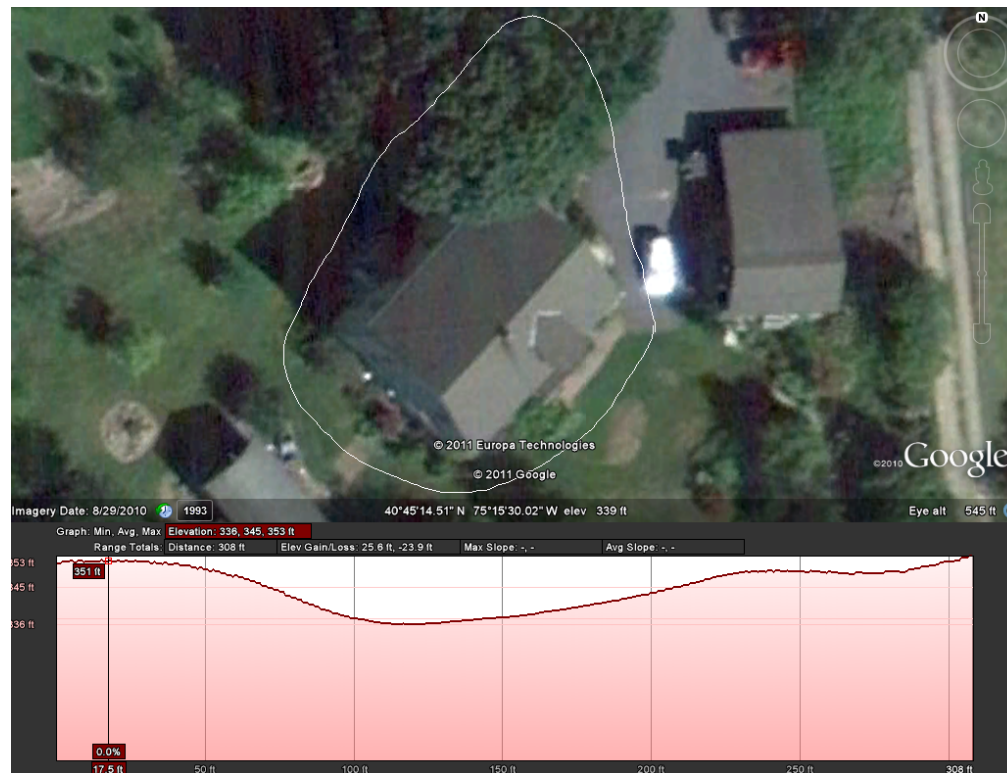 N
© 2011 Europa Technologies
© 2011 Google
©2010 Google
Imagery Date: 8/29/2010 1993 40°45'14.51" N 75°15'30.02" W elev 339 ft Eye alt 545 ft
Graph: Min, Avg, Max Elevation: 336, 345, 353 ft
Range Totals: Distance: 308 ft Elev Gain/Loss: 25.6 ft, -23.9 ft Max Slope: -, - Avg Slope: -, -
353 ft
351 ft
345 ft
336 ft
0.0%
17.5 ft 50 ft 100 ft 150 ft 200 ft 250 ft 308 ft